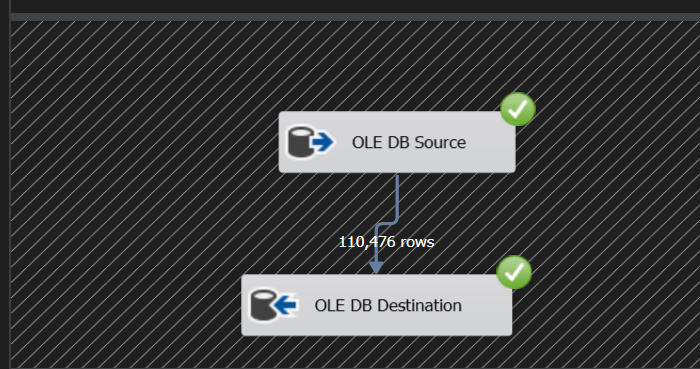 OLE DB Source
110,476 rows
OLE DB Destination